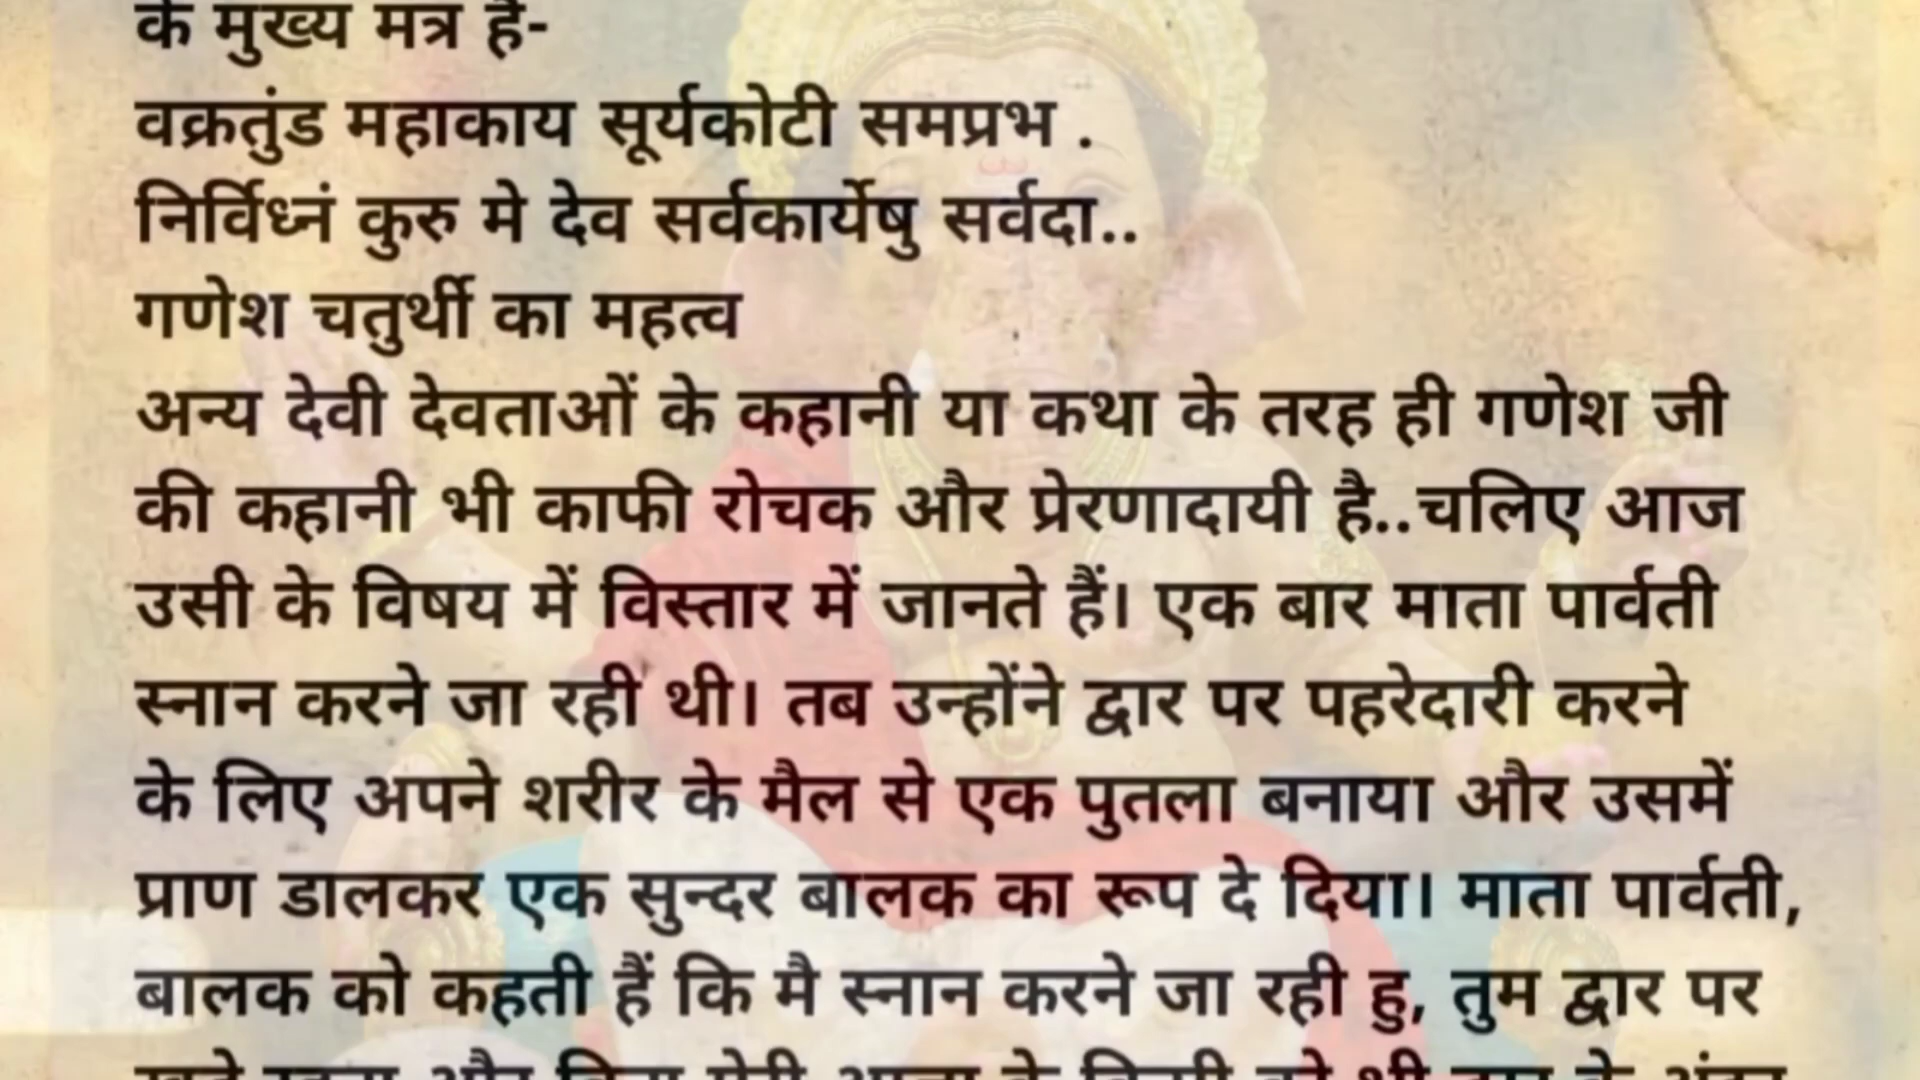 के मुख्य मंत्र है-
वक्रतुंड महाकाय सूर्यकोटी समप्रभ .
निर्विध्नं कुरु मे देव सर्वकार्येषु सर्वदा..
गणेश चतुर्थी का महत्व
अन्य देवी देवताओं के कहानी या कथा के तरह ही गणेश जी
की कहानी भी काफी रोचक और प्रेरणादायी है..चलिए आज
उसी के विषय में विस्तार में जानते हैं। एक बार माता पार्वती
स्नान करने जा रही थी। तब उन्होंने द्वार पर पहरेदारी करने
के लिए अपने शरीर के मैल से एक पुतला बनाया और उसमें
प्राण डालकर एक सुन्दर बालक का रूप दे दिया। माता पार्वती,
बालक को कहती हैं कि मै स्नान करने जा रही हु, तुम द्वार पर